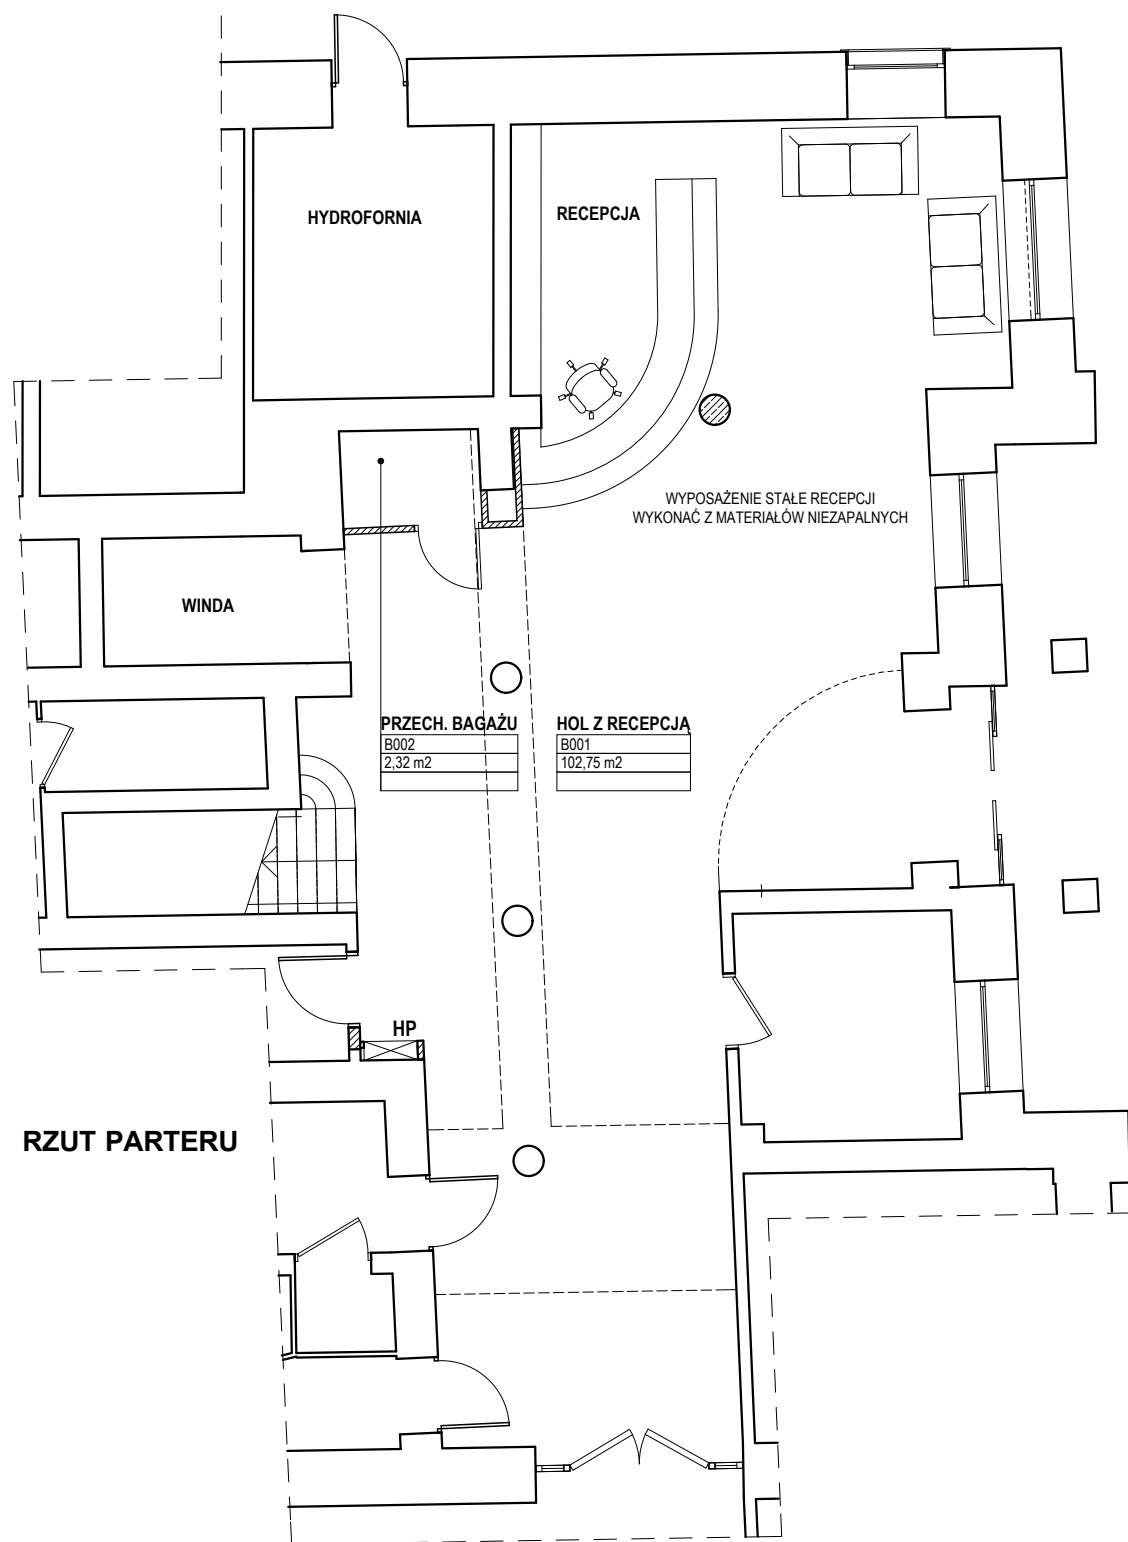 HYDROFORNIA
RECEPCJA
WYPOSAŻENIE STAŁE RECEPCJI
WYKONAĆ Z MATERIAŁÓW NIEZAPALNYCH
WINDA
PRZECH. BAGAŻU
B002
2,32 m2
HOL Z RECEPCJĄ
B001
102,75 m2
HP
RZUT PARTERU